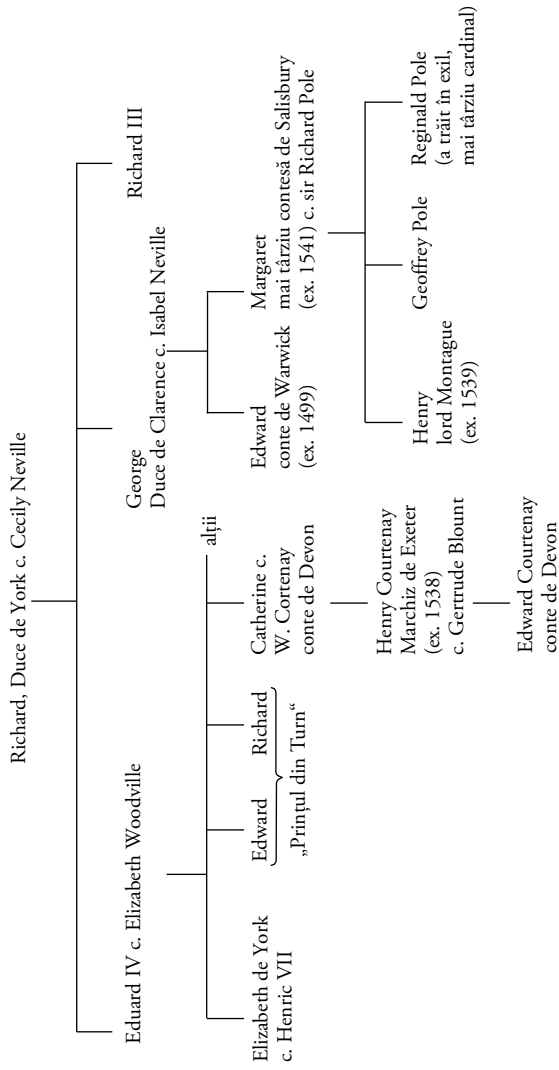 Richard, Duce de York c. Cecily Neville
Eduard IV c. Elizabeth Woodville
George
Duce de Clarence c. Isabel Neville
Richard III
Elizabeth de York
c. Henric VII
Edward
Richard
„Prințul din Turn“
Catherine c.
W. Cortenay
conte de Devon
alții
Edward
conte de Warwick
(ex. 1499)
Margaret
mai târziu contesă de Salisbury
(ex. 1541) c. sir Richard Pole
Henry Courtenay
Marchiz de Exeter
(ex. 1538)
c. Gertrude Blount
Henry
lord Montague
(ex. 1539)
Geoffrey Pole
Reginald Pole
(a trăit în exil,
mai târziu cardinal)
Edward Courtenay
conte de Devon